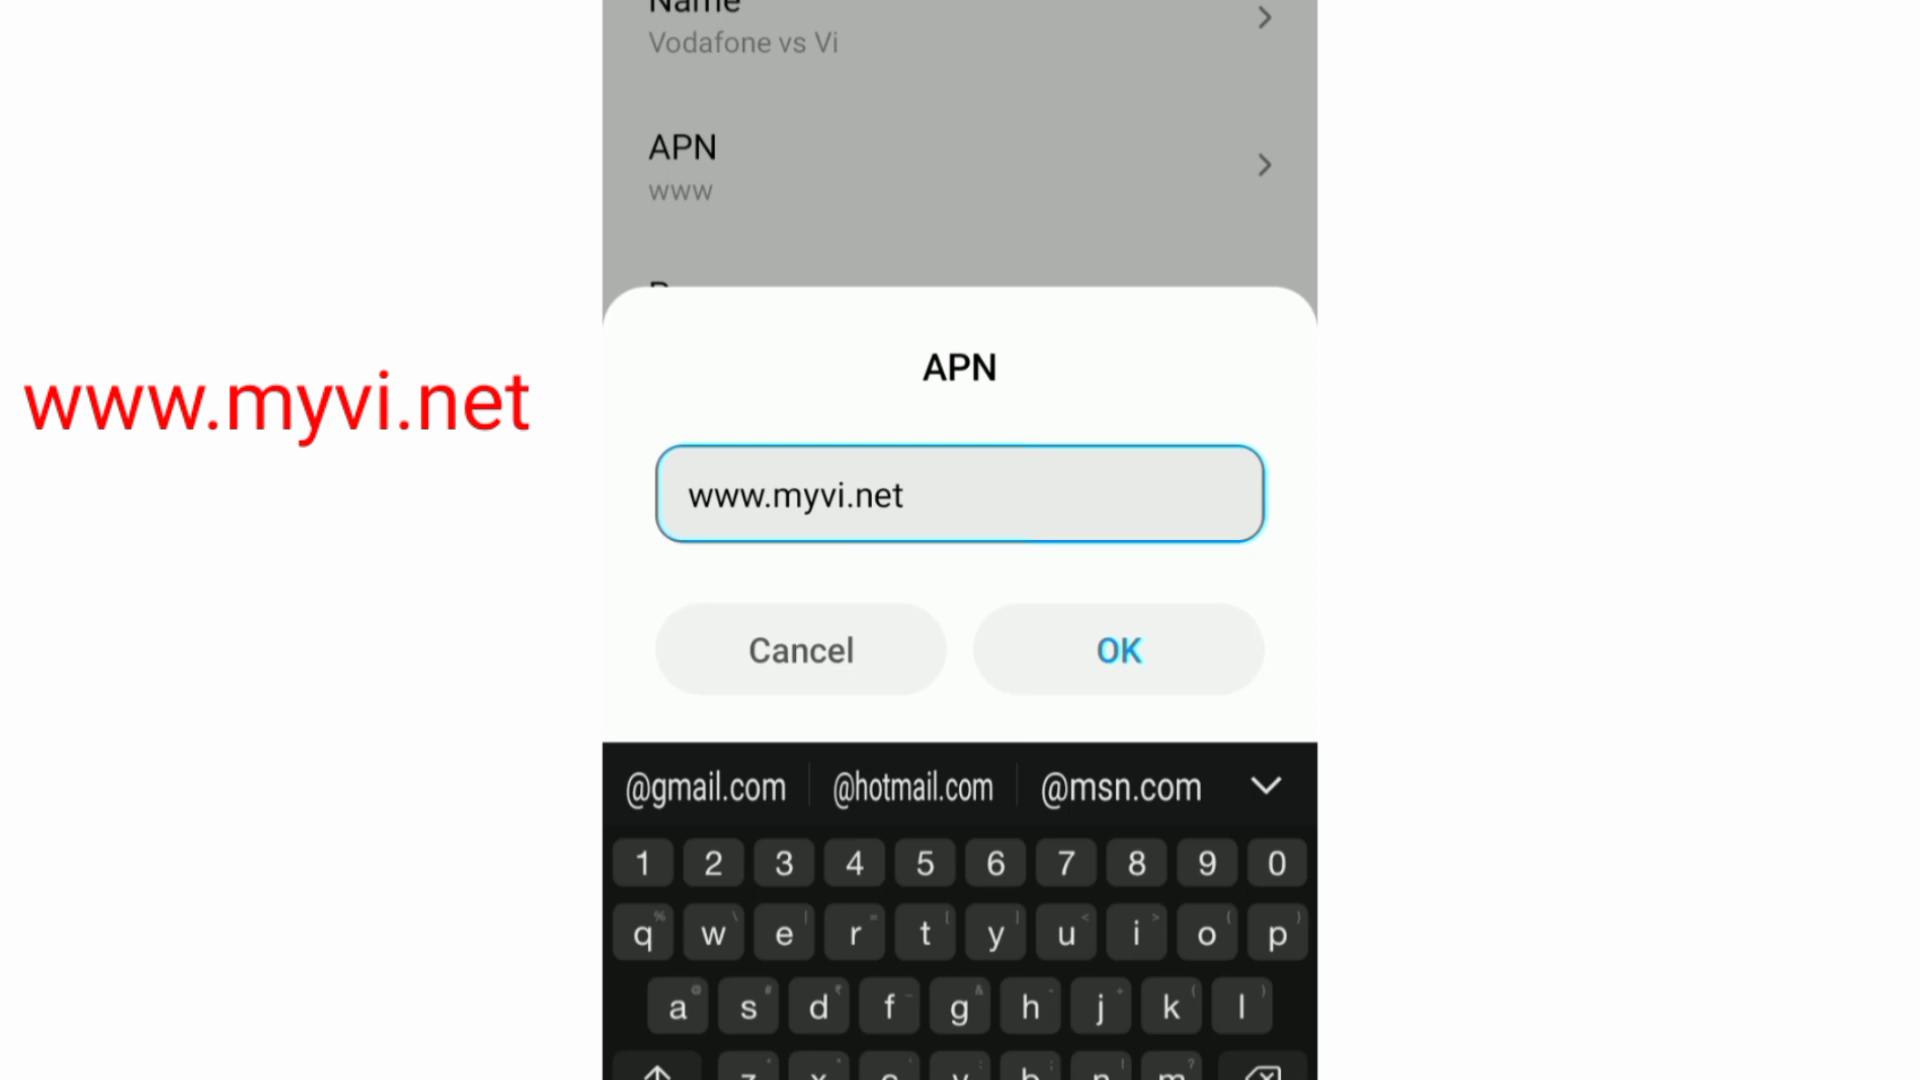 Name
Vodafone vs Vi
APN
www
www.myvi.net
APN
www.myvi.net
Cancel OK
@gmail.com @hotmail.com @msn.com
1 2 3 4 5 6 7 8 9 0
q w e r t y u i o p
a s d f g h j k l
z x c v b n m